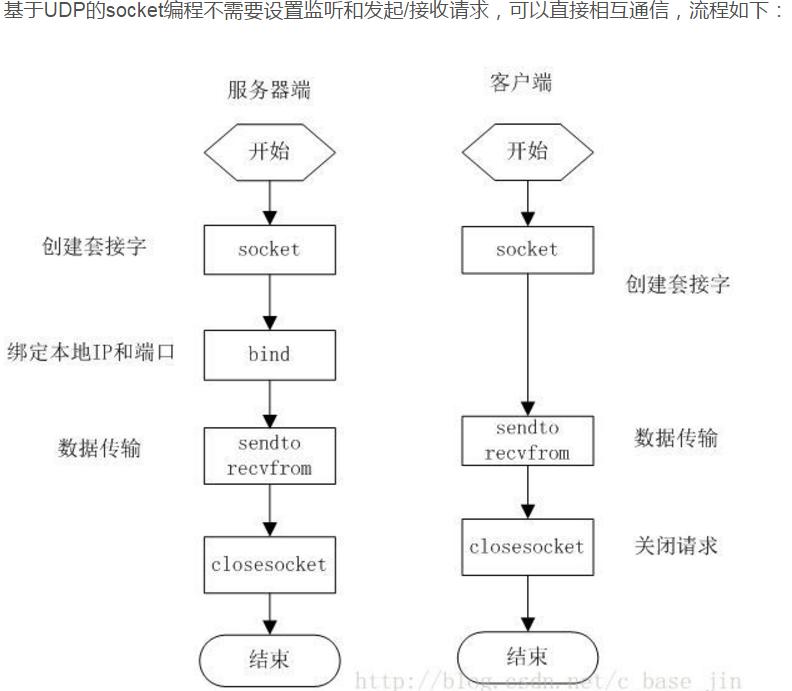 基于UDP的socket编程不需要设置监听和发起/接收请求，可以直接相互通信，流程如下：
服务器端
客户端
开始
开始
创建套接字
socket
socket
创建套接字
绑定本地IP和端口
bind
数据传输
sendto
recvfrom
sendto
recvfrom
数据传输
closesocket
closesocket
关闭请求
结束
结束
http://blog.csdn.net/c_base_jin